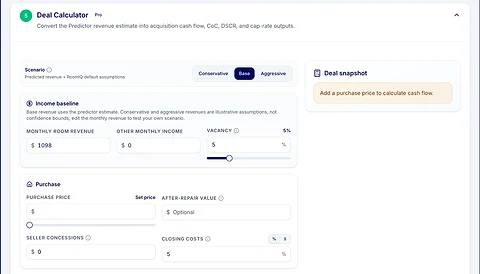 5 Deal Calculator Pro
Convert the Predictor revenue estimate into acquisition cash flow, CoC, DSCR, and cap-rate outputs.
Scenario
Predicted revenue + RoomIQ default assumptions
Conservative Base Aggressive
Income baseline
Base revenue uses the predictor estimate. Conservative and aggressive revenues are illustrative assumptions, not
confidence bounds; edit the monthly revenue to test your own scenario.
MONTHLY ROOM REVENUE OTHER MONTHLY INCOME VACANCY 5%
$ 1098 $ 0 5 %
Purchase
PURCHASE PRICE Set price AFTER-REPAIR VALUE
$ $ Optional
SELLER CONCESSIONS CLOSING COSTS % $
$ 0 5 %
Deal snapshot
Add a purchase price to calculate cash flow.